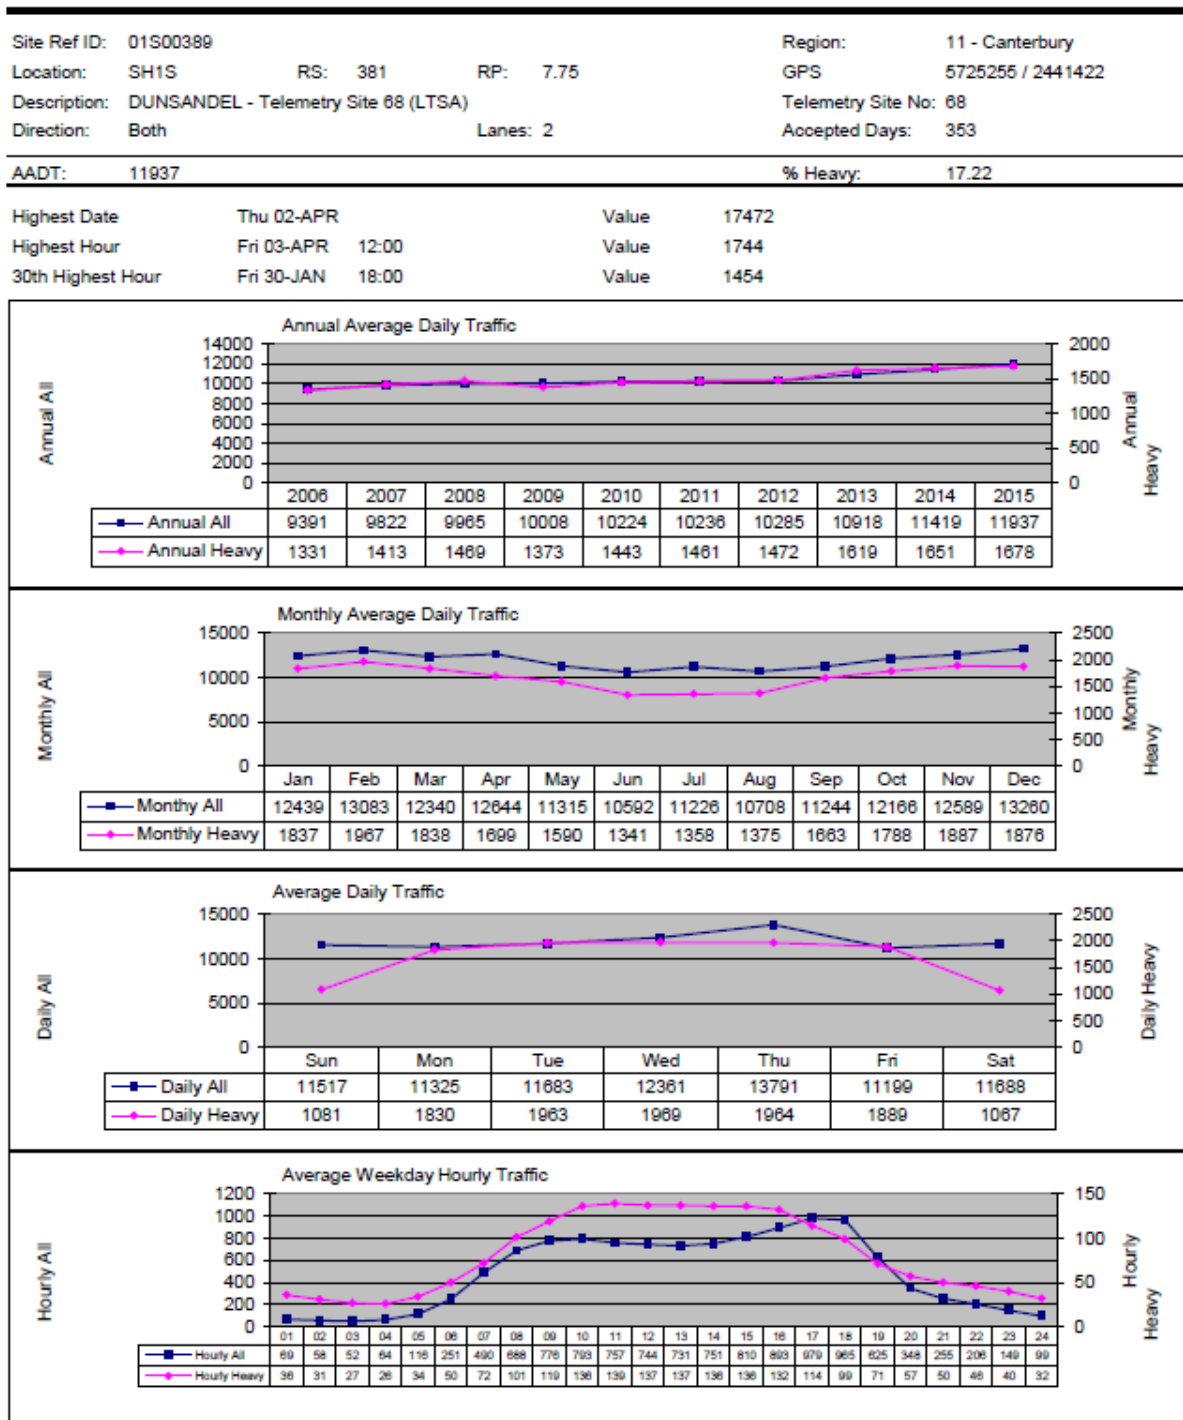 Site Ref ID: 01S00389 Region: 11 - Canterbury
Location: SH1S RS: 381 RP: 7.75 GPS 5725255 / 2441422
Description: DUNSANDEL - Telemetry Site 68 (LTSA) Telemetry Site No: 68
Direction: Both Lanes: 2 Accepted Days: 353
AADT: 11937 % Heavy: 17.22
Highest Date Thu 02-APR Value 17472
Highest Hour Fri 03-APR 12:00 Value 1744
30th Highest Hour Fri 30-JAN 18:00 Value 1454
Annual Average Daily Traffic
Annual All
14000
12000
10000
8000
6000
4000
2000
0
2000
1500
1000
500
0
Annual
Heavy
2006 2007 2008 2009 2010 2011 2012 2013 2014 2015
Annual All 9391 9822 9965 10008 10224 10236 10285 10918 11419 11937
Annual Heavy 1331 1413 1469 1373 1443 1461 1472 1619 1651 1678
Monthly Average Daily Traffic
Monthly All
15000
10000
5000
0
2500
2000
1500
1000
500
0
Monthly
Heavy
Jan Feb Mar Apr May Jun Jul Aug Sep Oct Nov Dec
Monthy All 12439 13083 12340 12644 11315 10592 11226 10708 11244 12166 12589 13260
Monthly Heavy 1837 1967 1838 1699 1590 1341 1358 1375 1663 1788 1887 1876
Average Daily Traffic
Daily All
15000
10000
5000
0
2500
2000
1500
1000
500
0
Daily Heavy
Sun Mon Tue Wed Thu Fri Sat
Daily All 11517 11325 11683 12361 13791 11199 11688
Daily Heavy 1081 1830 1963 1969 1964 1889 1067
Average Weekday Hourly Traffic
Hourly All
1200
1000
800
600
400
200
0
150
100
50
0
Hourly
Heavy
01 02 03 04 05 06 07 08 09 10 11 12 13 14 15 16 17 18 19 20 21 22 23 24
Hourly All 69 58 52 64 116 251 490 688 776 793 757 744 731 751 810 893 979 965 625 348 255 206 149 99
Hourly Heavy 36 31 27 26 34 50 72 101 119 136 139 137 137 136 136 132 114 99 71 57 50 46 40 32